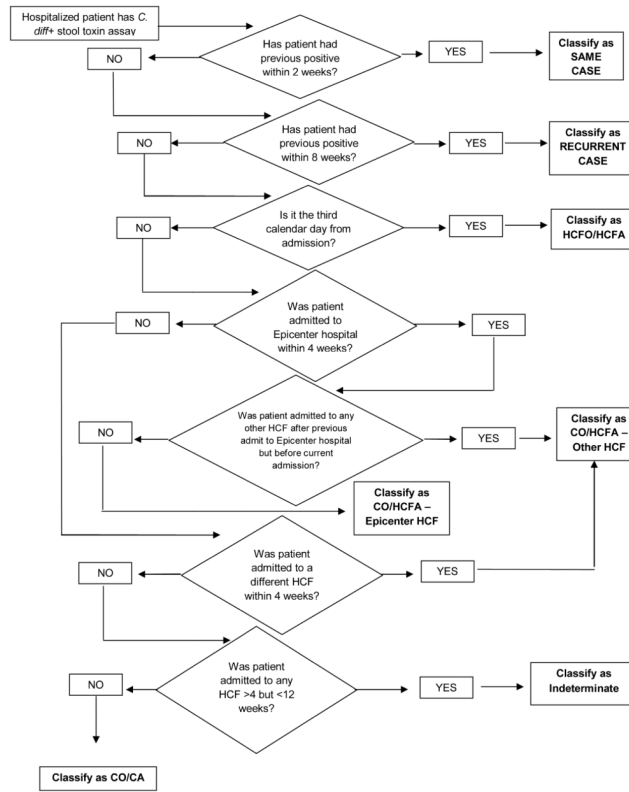 Hospitalized patient has C.
diff+ stool toxin assay
Has patient had
previous positive
within 2 weeks?
NO
YES
Classify as
SAME
CASE
Has patient had
previous positive
within 8 weeks?
NO
YES
Classify as
RECURRENT
CASE
Is it the third
calendar day from
admission?
NO
YES
Classify as
HCFO/HCFA
Was patient
admitted to
Epicenter hospital
within 4 weeks?
NO
YES
Was patient admitted to any
other HCF after previous
admit to Epicenter hospital
but before current
admission?
NO
YES
Classify as
CO/HCFA –
Other HCF
Classify as
CO/HCFA –
Epicenter HCF
Was patient
admitted to a
different HCF
within 4 weeks?
NO
YES
Was patient
admitted to any
HCF >4 but <12
weeks?
NO
YES
Classify as
Indeterminate
Classify as CO/CA